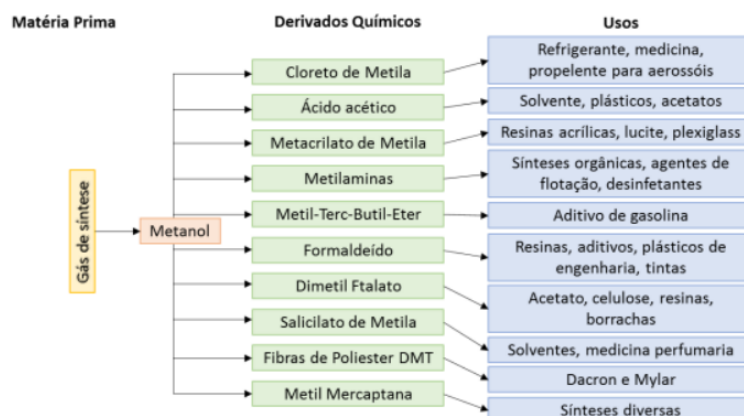 Matéria Prima
Derivados Químicos
Usos
Gás de síntese
Metanol
Cloreto de Metila
Refrigerante, medicina,
propelente para aerossóis
Ácido acético
Solvente, plásticos, acetatos
Metacrilato de Metila
Resinas acrílicas, lucite, plexiglass
Metilaminas
Sínteses orgânicas, agentes de
flotação, desinfetantes
Metil-Terc-Butil-Eter
Aditivo de gasolina
Formaldeído
Resinas, aditivos, plásticos de
engenharia, tintas
Dimetil Ftalato
Acetato, celulose, resinas,
borrachas
Salicilato de Metila
Solventes, medicina perfumaria
Fibras de Poliester DMT
Dacron e Mylar
Metil Mercaptana
Sínteses diversas